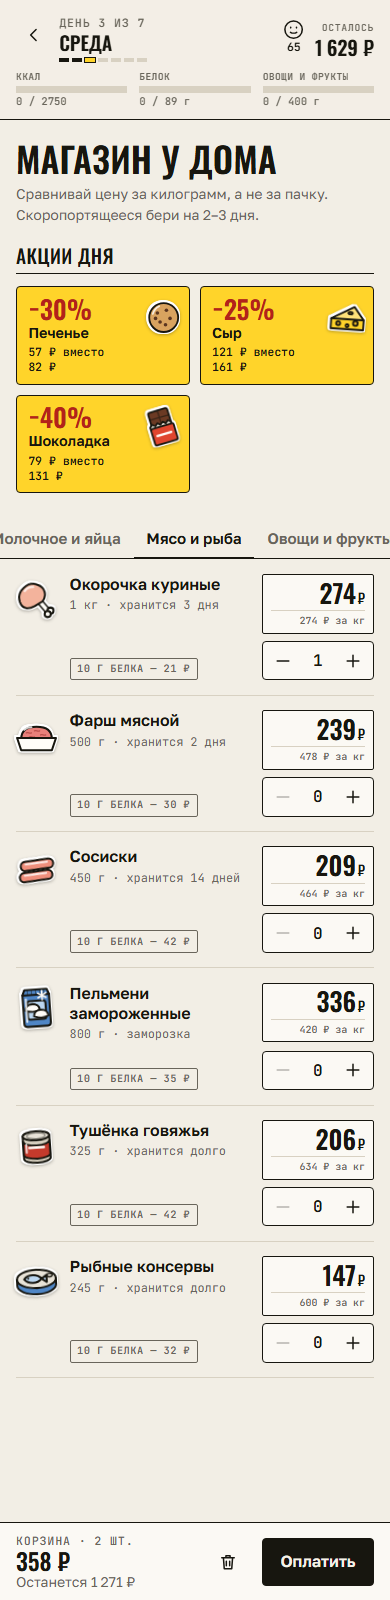 ДЕНЬ 3 ИЗ 7
СРЕДА
65
ОСТАЛОСЬ
1 629 ₽
ККАЛ
0 / 2750
БЕЛОК
0 / 89 г
ОВОЩИ И ФРУКТЫ
0 / 400 г
МАГАЗИН У ДОМА
Сравнивай цену за килограмм, а не за пачку.
Скоропортящееся бери на 2–3 дня.
АКЦИИ ДНЯ
−30%
Печенье
57 ₽ вместо
82 ₽
−25%
Сыр
121 ₽ вместо
161 ₽
−40%
Шоколадка
79 ₽ вместо
131 ₽
Молочное и яйца
Мясо и рыба
Овощи и фрукты
Окорочка куриные
1 кг · хранится 3 дня
10 Г БЕЛКА — 21 ₽
274 ₽
274 ₽ за кг
— 1 +
Фарш мясной
500 г · хранится 2 дня
10 Г БЕЛКА — 30 ₽
239 ₽
478 ₽ за кг
— 0 +
Сосиски
450 г · хранится 14 дней
10 Г БЕЛКА — 42 ₽
209 ₽
464 ₽ за кг
— 0 +
Пельмени
замороженные
800 г · заморозка
10 Г БЕЛКА — 35 ₽
336 ₽
420 ₽ за кг
— 0 +
Тушёнка говяжья
325 г · хранится долго
10 Г БЕЛКА — 42 ₽
206 ₽
634 ₽ за кг
— 0 +
Рыбные консервы
245 г · хранится долго
10 Г БЕЛКА — 32 ₽
147 ₽
600 ₽ за кг
— 0 +
КОРЗИНА · 2 ШТ.
358 ₽
Останется 1 271 ₽
Оплатить